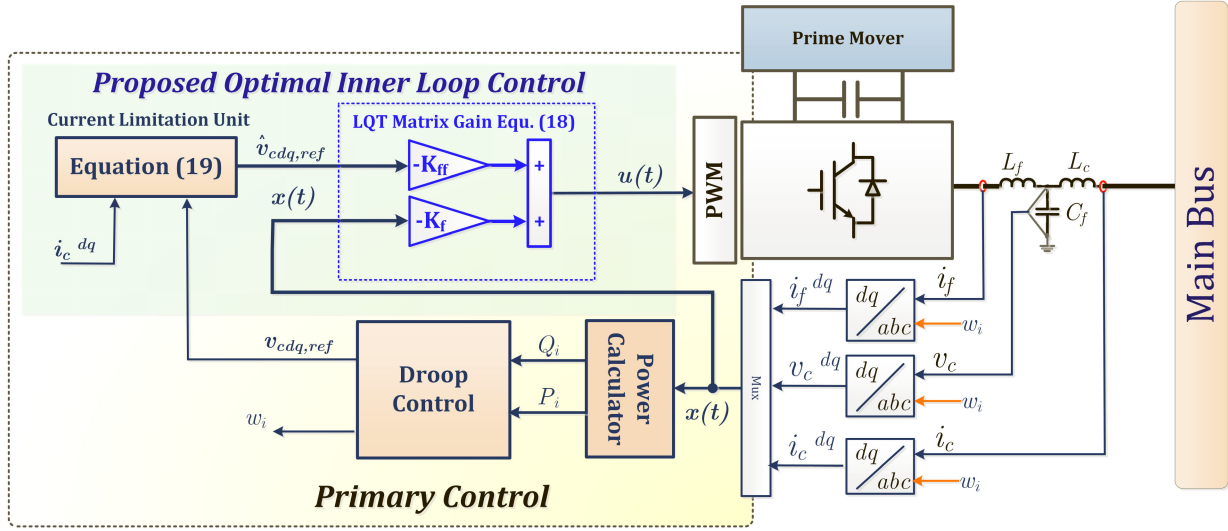 Prime Mover
Proposed Optimal Inner Loop Control
Current Limitation Unit
LQT Matrix Gain Equ. (18)
Equation (19)
v̂cdq,ref
-Kff
+
x(t)
-Kf
+
u(t)
PWM
ic dq
Lf
Lc
Cf
Main Bus
if dq
dq
abc
if
wi
vcdq,ref
Droop
Control
Qi
Pi
Power
Calculator
x(t)
Mux
vc dq
dq
abc
vc
wi
wi
ic dq
dq
abc
ic
wi
Primary Control